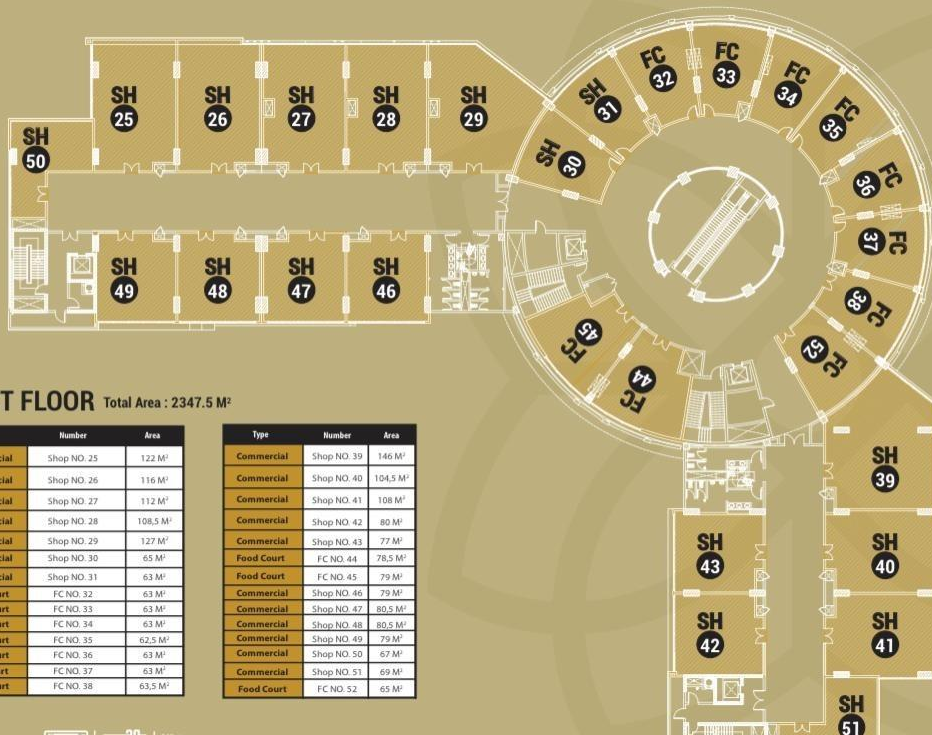 SH 25
SH 26
SH 27
SH 28
SH 29
SH 50
SH 30
SH 31
FC 32
FC 33
FC 34
FC 35
FC 36
FC 37
FC 38
FC 52
SH 49
SH 48
SH 47
SH 46
FC 45
FC 44
SH 39
SH 43
SH 40
SH 42
SH 41
SH 51
T FLOOR Total Area : 2347.5 M²
Number Area
cial Shop NO. 25 122 M²
cial Shop NO. 26 116 M²
cial Shop NO. 27 112 M²
cial Shop NO. 28 108,5 M²
cial Shop NO. 29 127 M²
cial Shop NO. 30 65 M²
cial Shop NO. 31 63 M²
urt FC NO. 32 63 M²
urt FC NO. 33 63 M²
urt FC NO. 34 63 M²
urt FC NO. 35 62,5 M²
urt FC NO. 36 63 M²
rt FC NO. 37 63 M²
urt FC NO. 38 63,5 M²
Type Number Area
Commercial Shop NO. 39 146 M²
Commercial Shop NO. 40 104,5 M²
Commercial Shop NO. 41 108 M²
Commercial Shop NO. 42 80 M²
Commercial Shop NO. 43 77 M²
Food Court FC NO. 44 78,5 M²
Food Court FC NO. 45 79 M²
Commercial Shop NO. 46 79 M²
Commercial Shop NO. 47 80,5 M²
Commercial Shop NO. 48 80,5 M²
Commercial Shop NO. 49 79 M²
Commercial Shop NO. 50 67 M²
Commercial Shop NO. 51 69 M²
Food Court FC NO. 52 65 M²